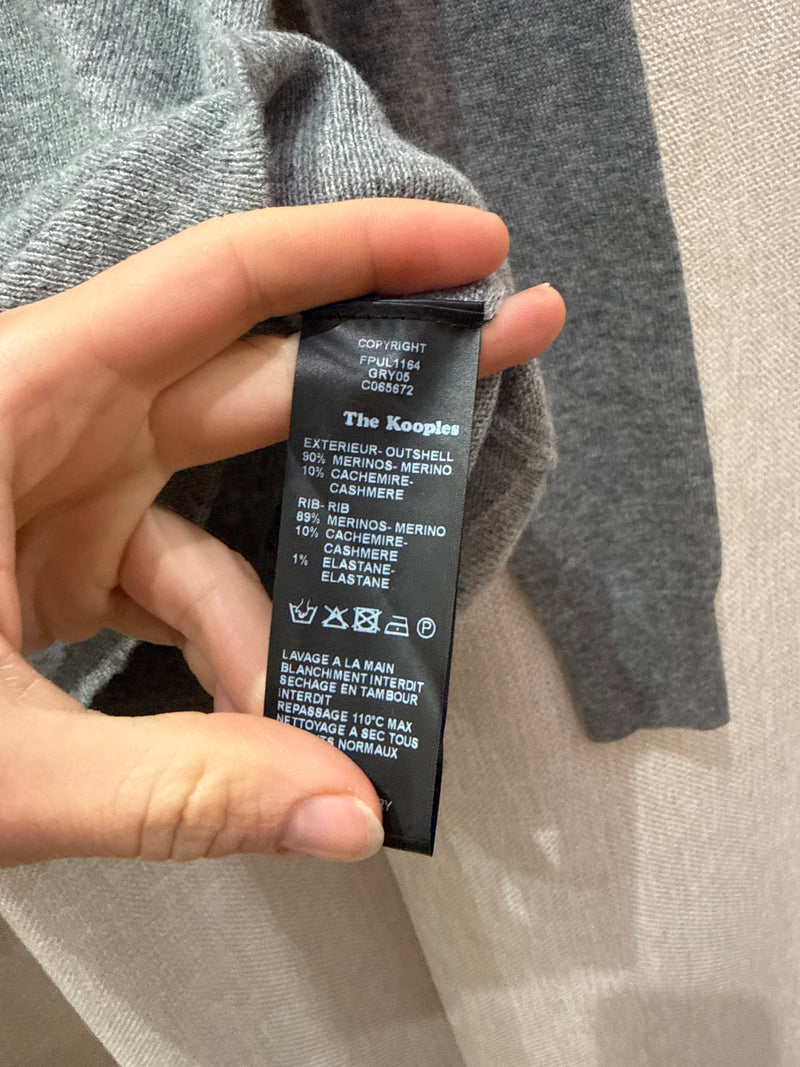 COPYRIGHT
FPUL1164
GRY05
C065672
The Kooples
EXTERIEUR- OUTSHELL
90% MERINOS- MERINO
10% CACHEMIRE-
CASHMERE
RIB- RIB
89% MERINOS- MERINO
10% CACHEMIRE-
CASHMERE
1% ELASTANE-
ELASTANE
P
LAVAGE A LA MAIN
BLANCHIMENT INTERDIT
SECHAGE EN TAMBOUR
INTERDIT
REPASSAGE 110°C MAX
NETTOYAGE A SEC TOUS
NORMAUX